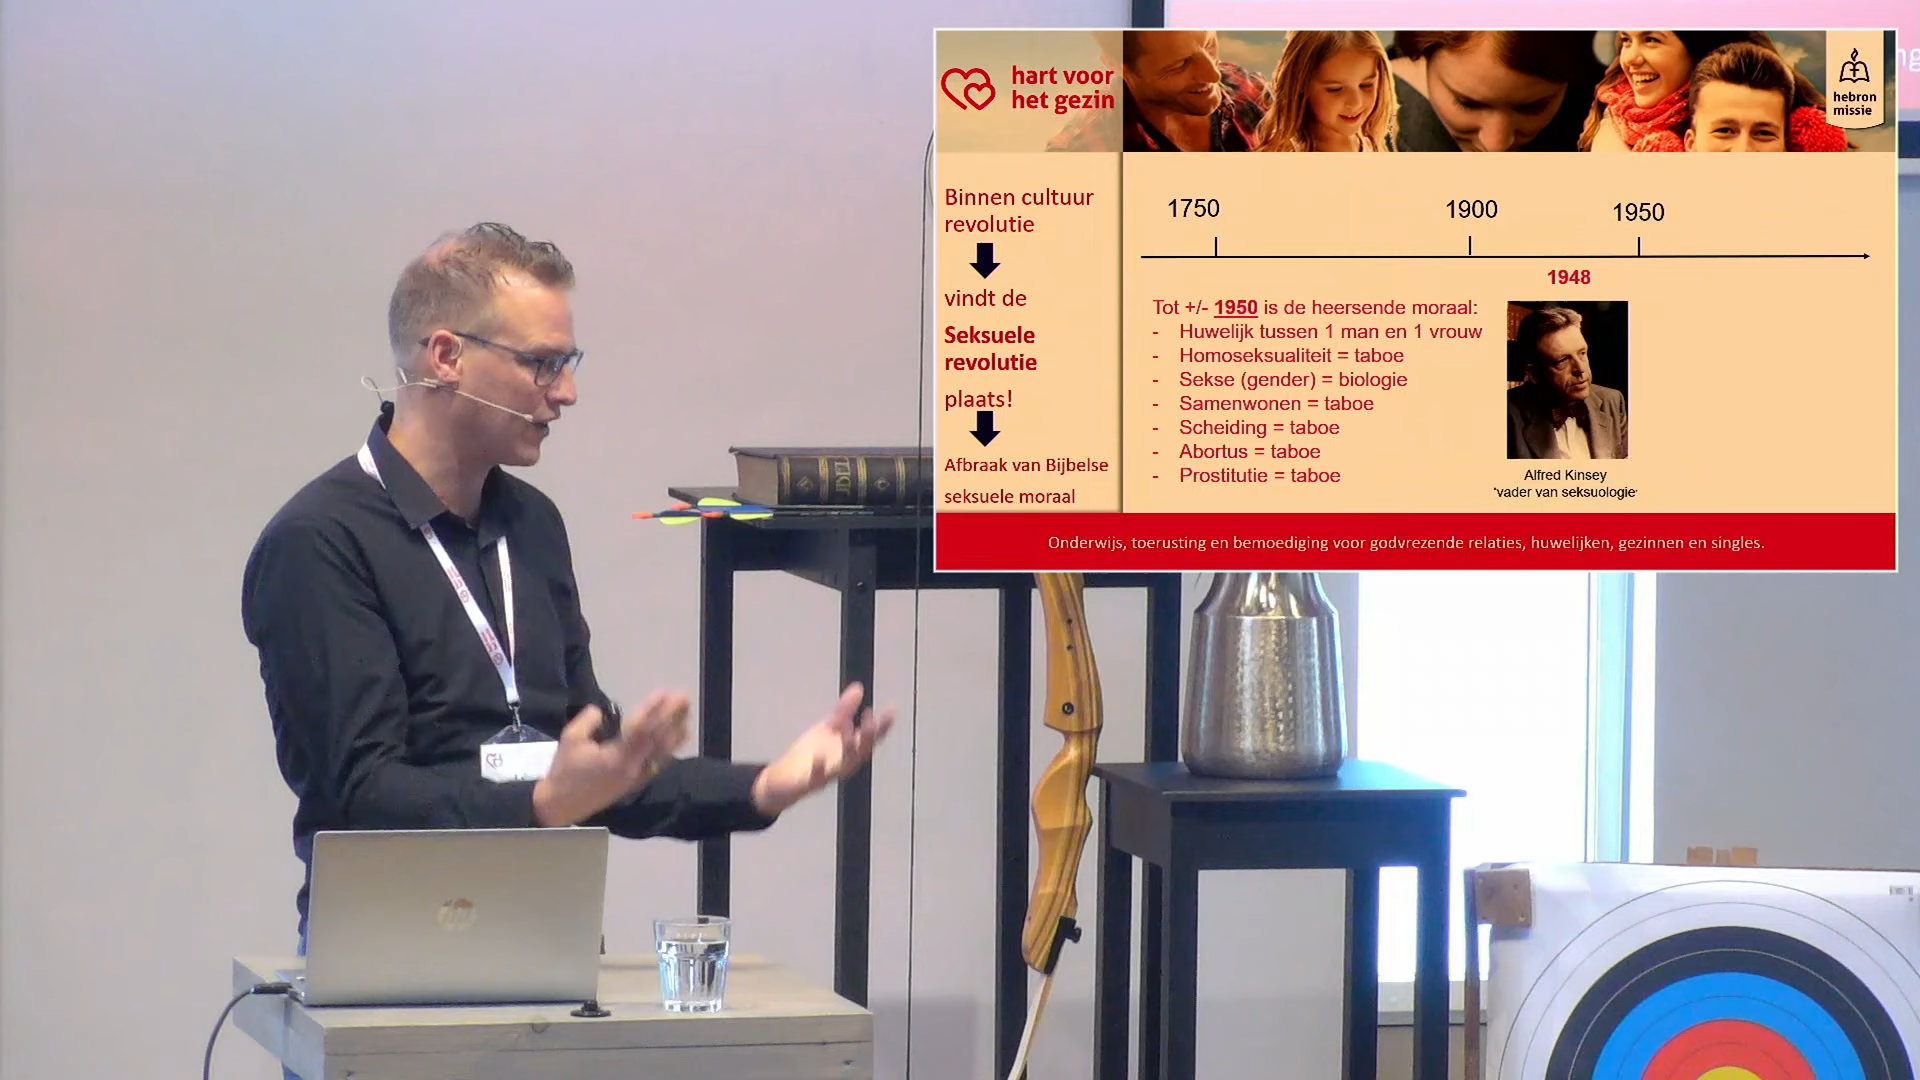 hart voor
het gezin
hebron
missie
Binnen cultuur
revolutie
vindt de
Seksuele
revolutie
plaats!
Afbraak van Bijbelse
seksuele moraal
1750
1900
1950
1948
Tot +/- 1950 is de heersende moraal:
- Huwelijk tussen 1 man en 1 vrouw
- Homoseksualiteit = taboe
- Sekse (gender) = biologie
- Samenwonen = taboe
- Scheiding = taboe
- Abortus = taboe
- Prostitutie = taboe
Alfred Kinsey
'vader van seksuologie'
Onderwijs, toerusting en bemoediging voor godvrezende relaties, huwelijken, gezinnen en singles.
hp